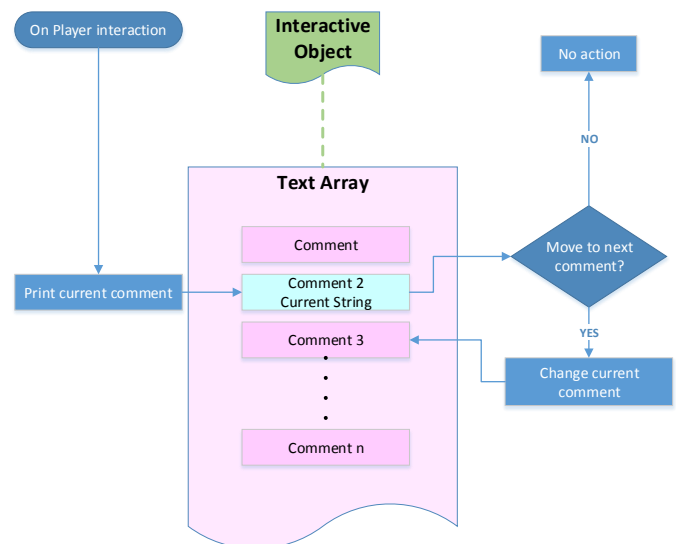 On Player interaction
Interactive
Object
No action
NO
Text Array
Comment
Move to next
comment?
Print current comment
Comment 2
Current String
YES
Comment 3
Change current
comment
Comment n